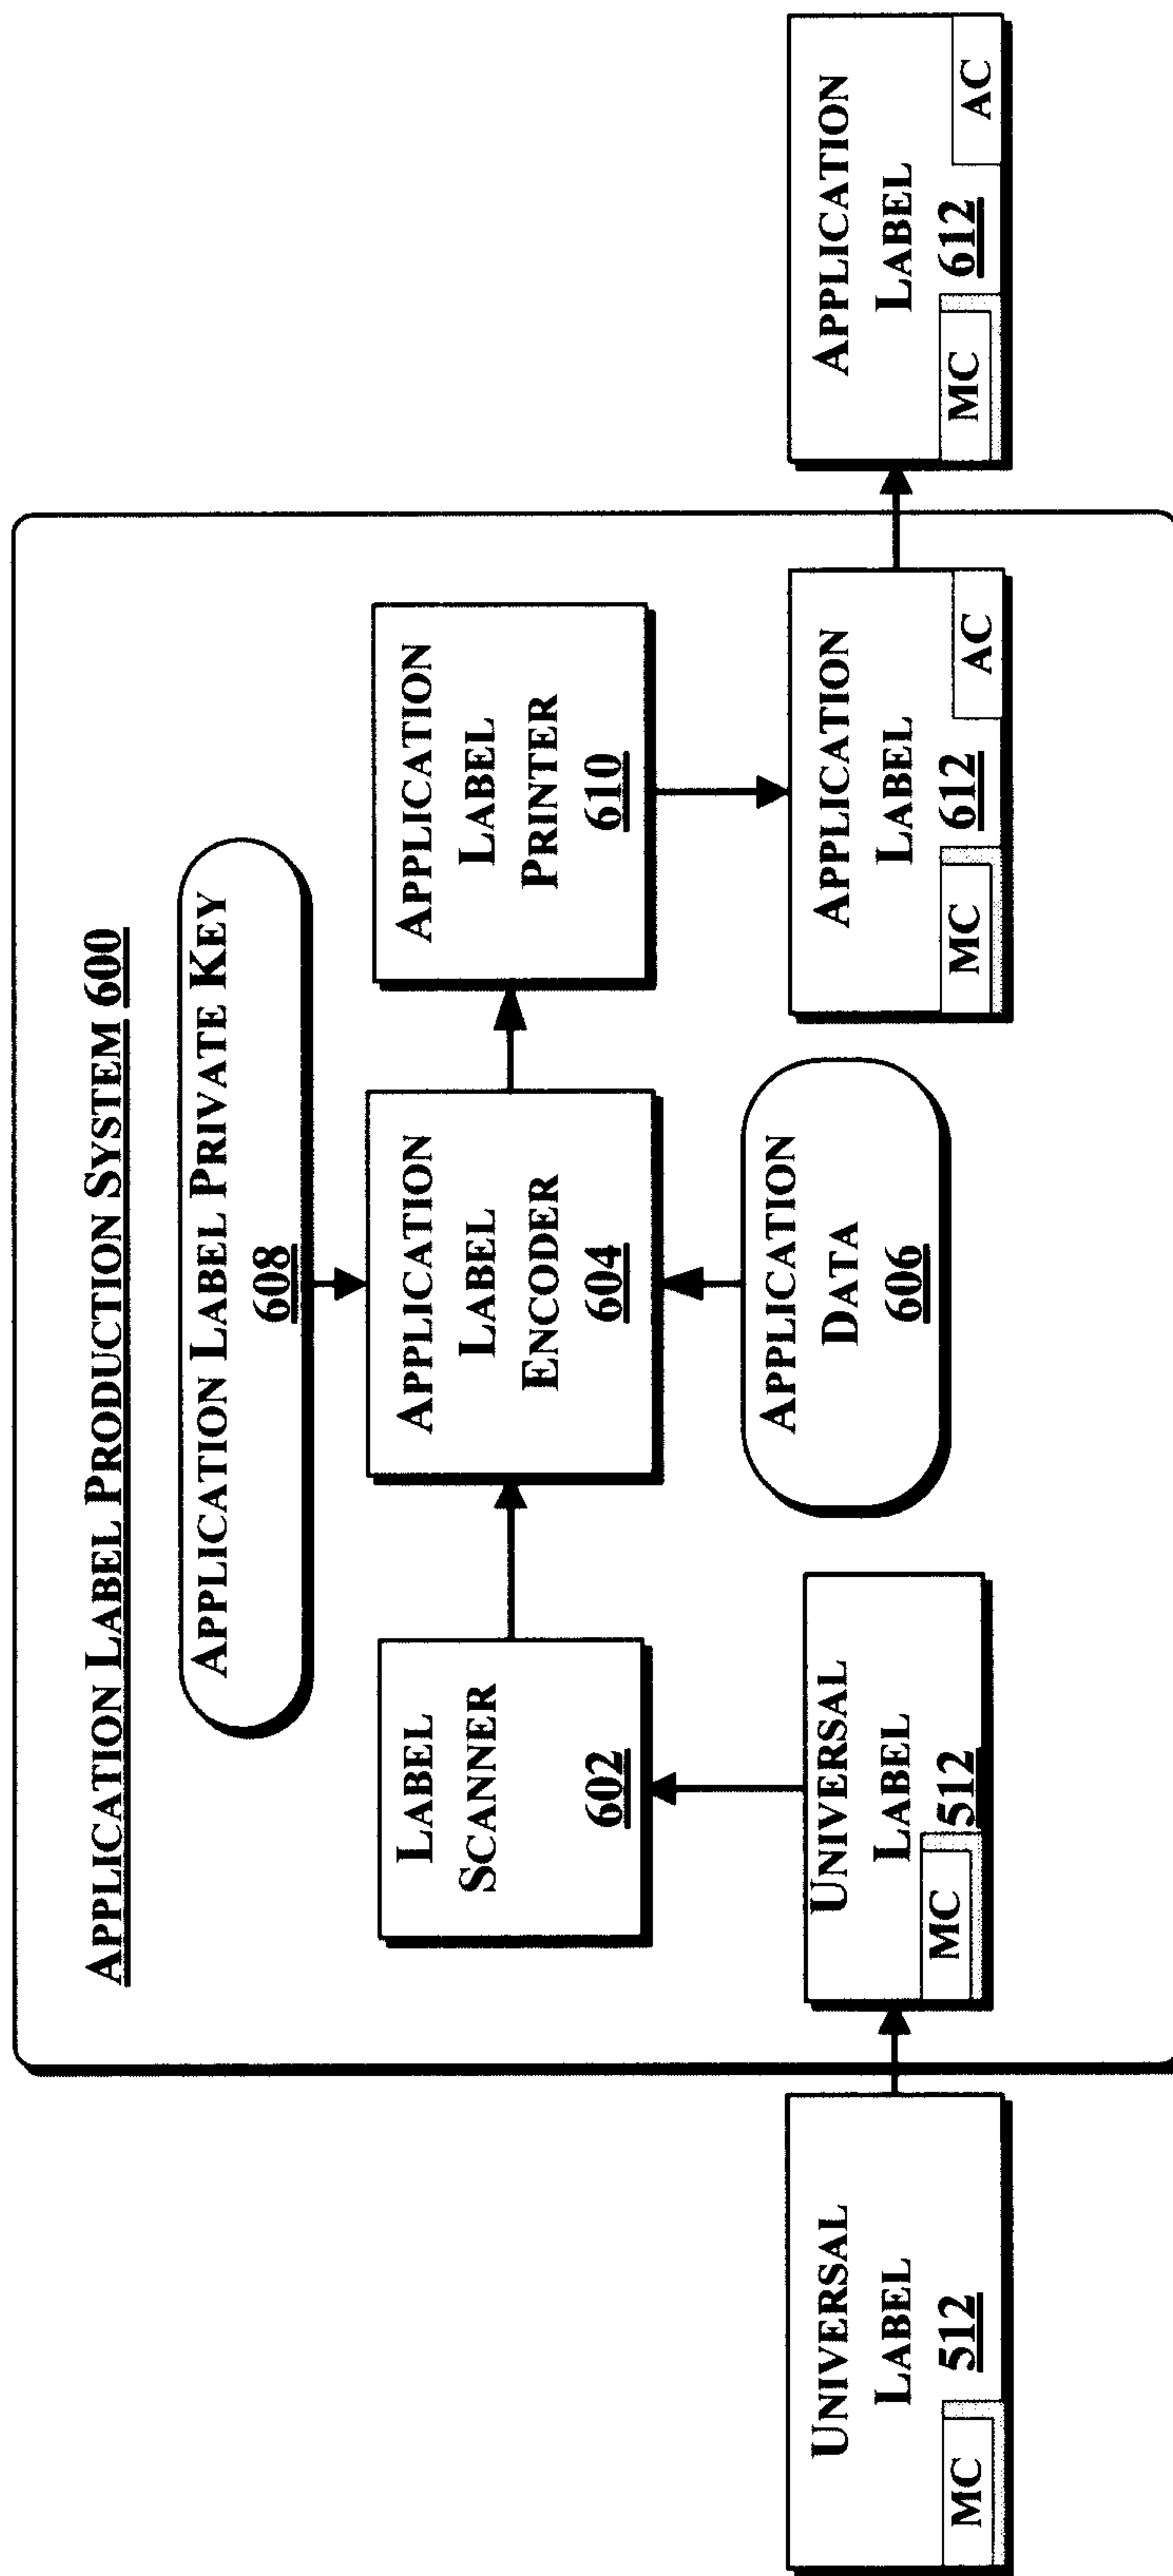 APPLICATION LABEL PRODUCTION SYSTEM 600
APPLICATION LABEL PRIVATE KEY
608
LABEL
SCANNER
602
APPLICATION
LABEL
ENCODER
604
APPLICATION
LABEL
PRINTER
610
UNIVERSAL
LABEL
512
MC
UNIVERSAL
LABEL
512
MC
APPLICATION
DATA
606
APPLICATION
LABEL
612
MC
AC
APPLICATION
LABEL
612
MC
AC